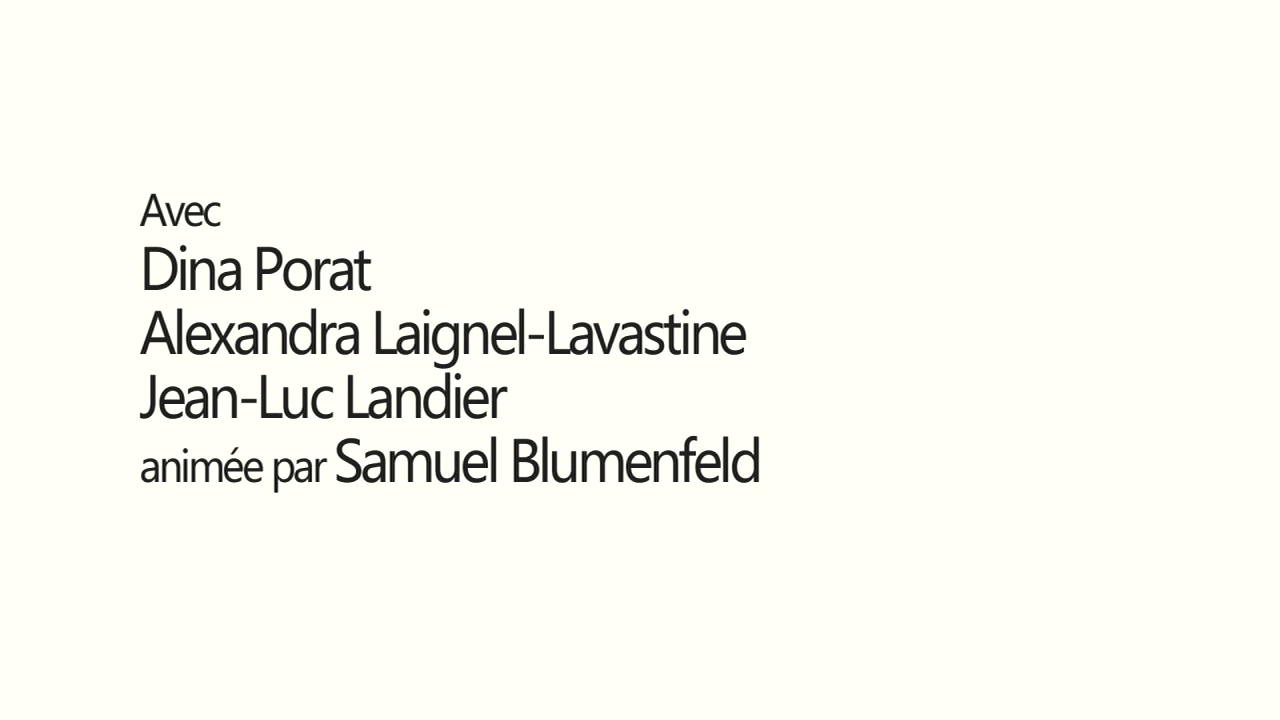 Avec
Dina Porat
Alexandra Laignel-Lavastine
Jean-Luc Landier
animée par Samuel Blumenfeld